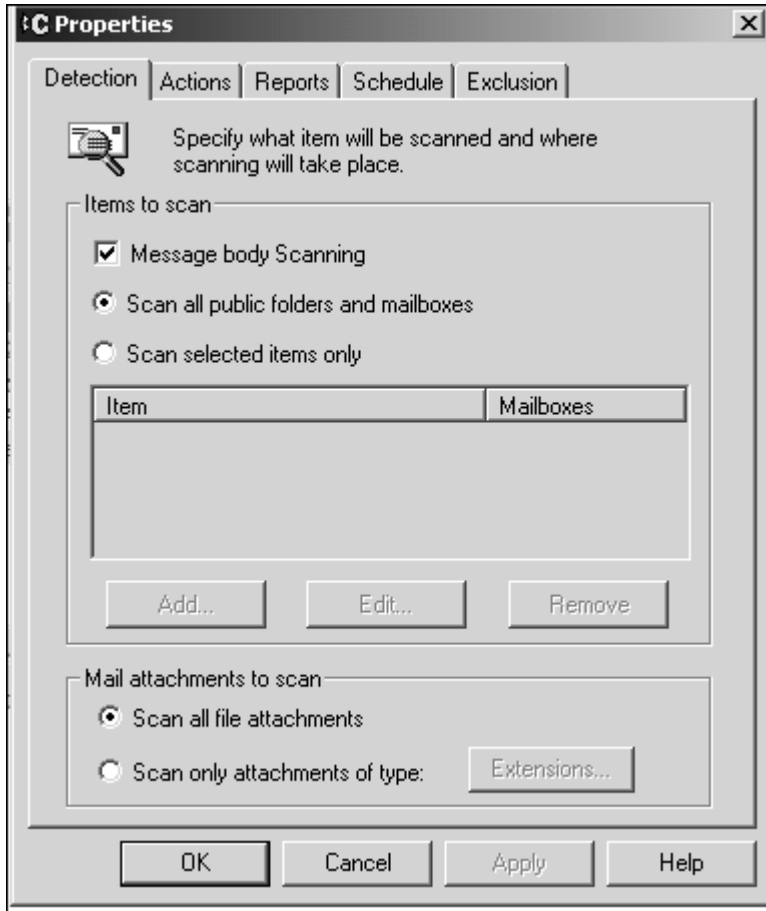 C Properties
Detection Actions Reports Schedule Exclusion
Specify what item will be scanned and where
scanning will take place.
Items to scan
Message body Scanning
Scan all public folders and mailboxes
Scan selected items only
Item Mailboxes
Add... Edit... Remove
Mail attachments to scan
Scan all file attachments
Scan only attachments of type: Extensions...
OK Cancel Apply Help